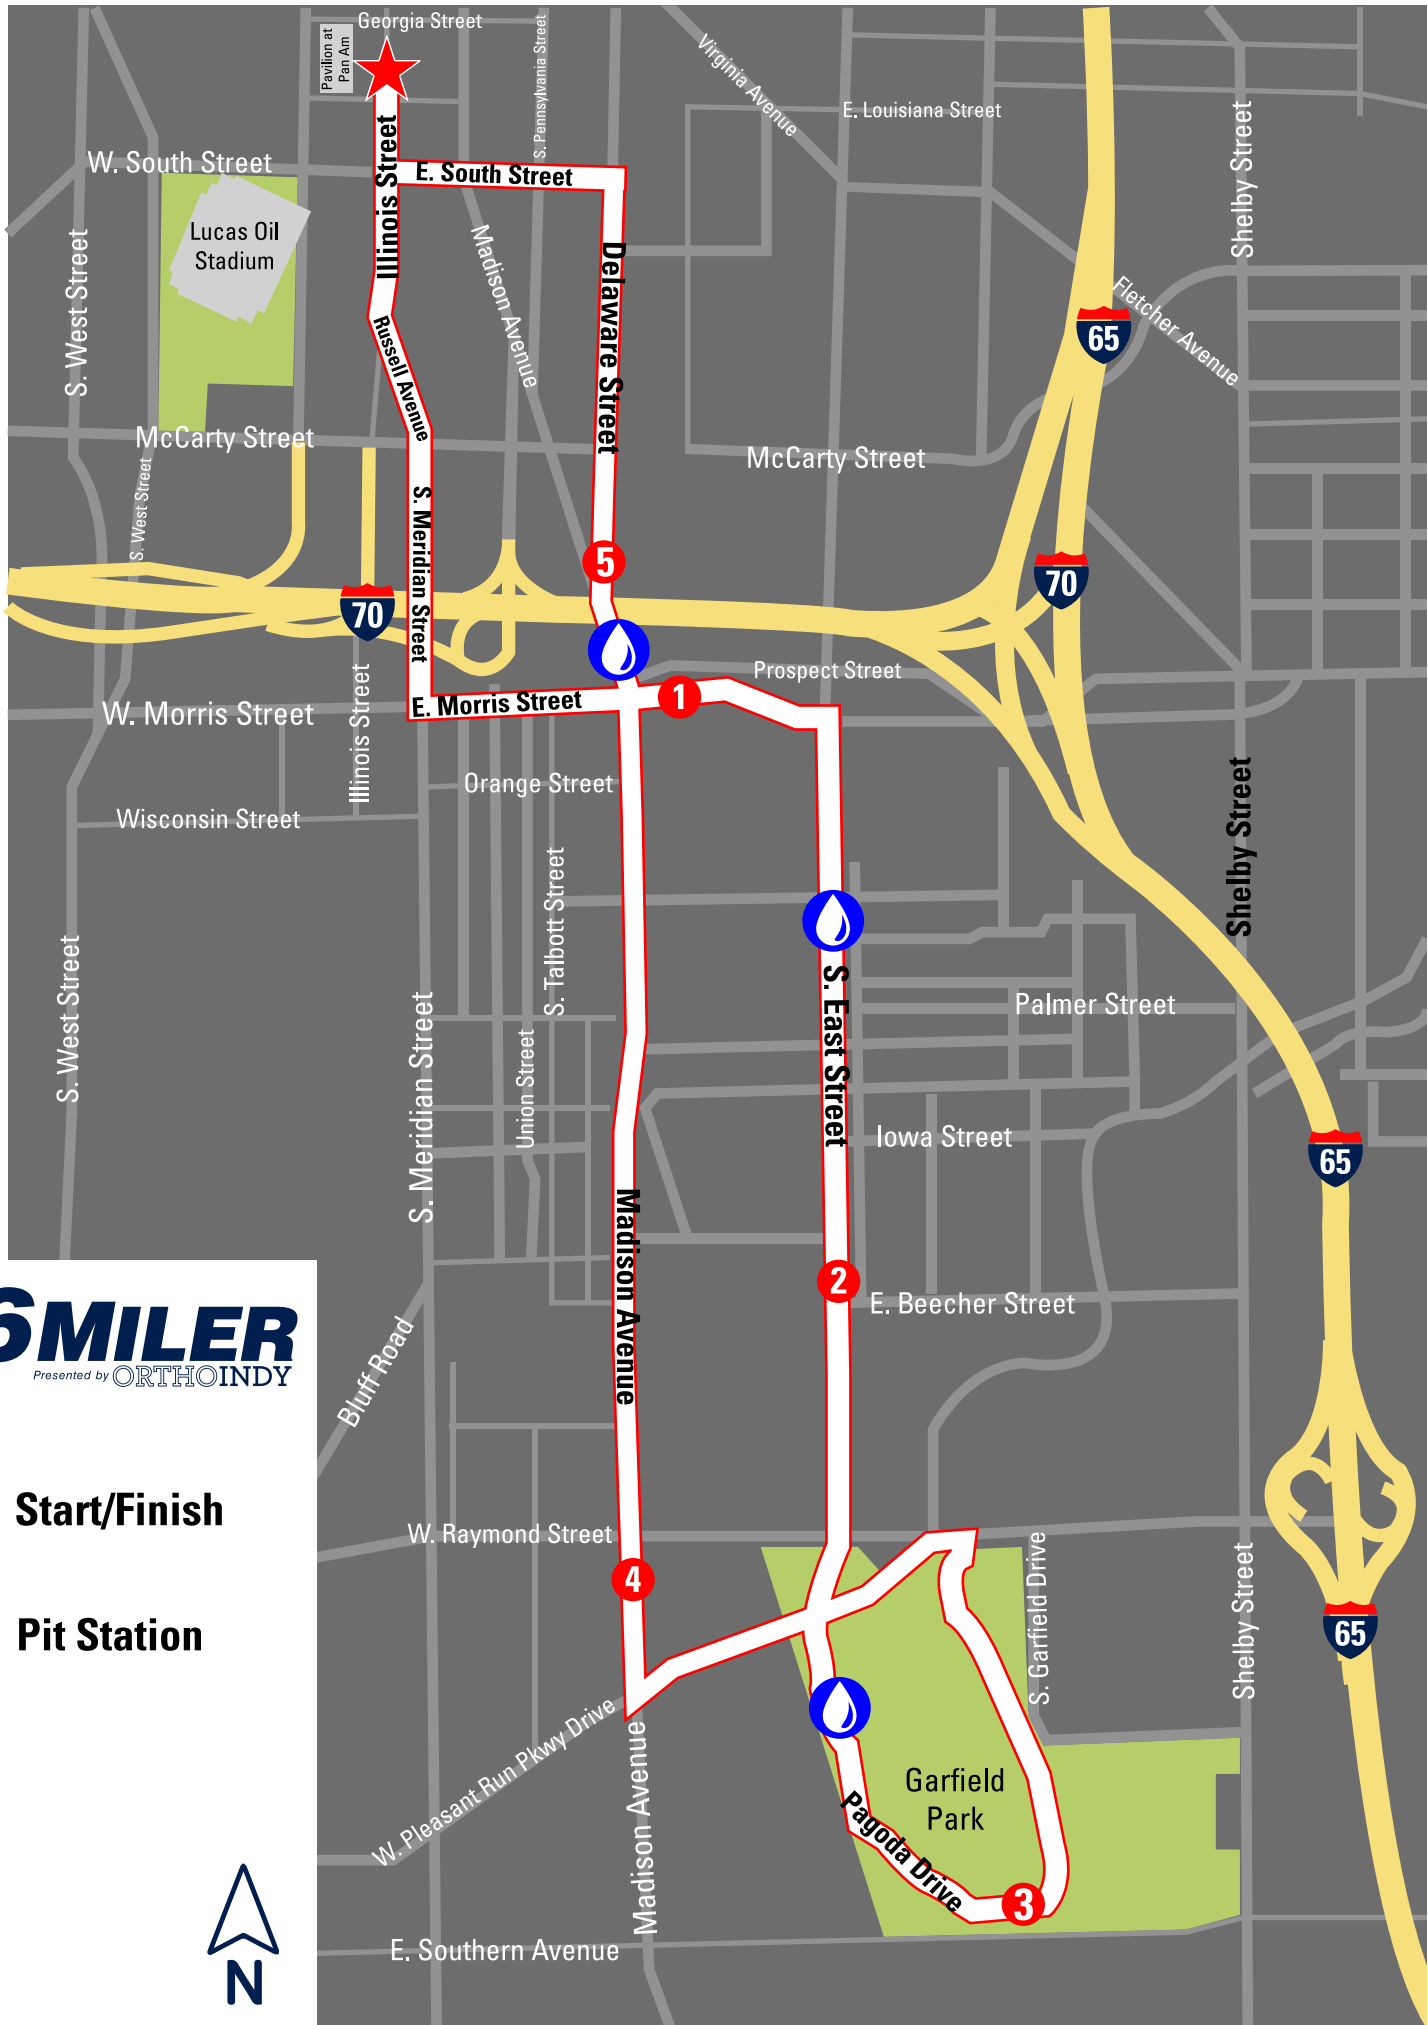 Georgia Street
Pavilion at
Pan Am
S. Pennsylvania Street
Virginia Avenue
E. Louisiana Street
Shelby Street
W. South Street
Illinois Street
E. South Street
Lucas Oil
Stadium
S. West Street
Madison Avenue
Delaware Street
Fletcher Avenue
65
Russell Avenue
McCarty Street
McCarty Street
S. West Street
S. Meridian Street
5
70
70
Prospect Street
1
E. Morris Street
W. Morris Street
Illinois Street
Orange Street
Wisconsin Street
Shelby Street
S. Talbott Street
S. West Street
S. East Street
Palmer Street
S. Meridian Street
Union Street
Iowa Street
65
Madison Avenue
2
E. Beecher Street
6 MILER
Presented by ORTHOINDY
Bluff Road
Start/Finish
W. Raymond Street
S. Garfield Drive
Shelby Street
4
Pit Station
65
W. Pleasant Run Pkwy Drive
Madison Avenue
Garfield
Park
Pagoda Drive
3
E. Southern Avenue
N